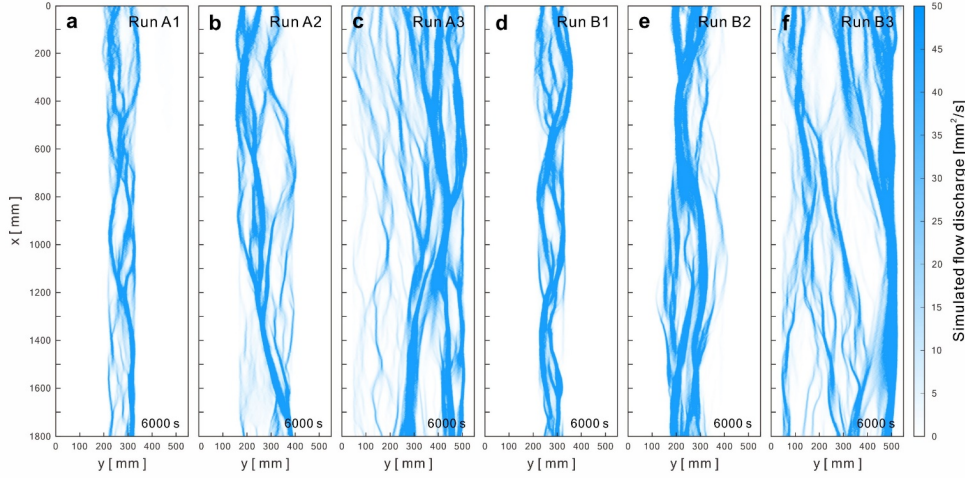 a Run A1
b Run A2
c Run A3
d Run B1
e Run B2
f Run B3
0
200
400
600
800
1000
1200
1400
1600
1800
x [ mm ]
6000 s
6000 s
6000 s
6000 s
6000 s
6000 s
0 100 200 300 400 500
0 100 200 300 400 500
0 100 200 300 400 500
0 100 200 300 400 500
0 100 200 300 400 500
0 100 200 300 400 500
y [ mm ]
y [ mm ]
y [ mm ]
y [ mm ]
y [ mm ]
y [ mm ]
50
45
40
35
30
25
20
15
10
5
0
Simulated flow discharge [mm²/s]